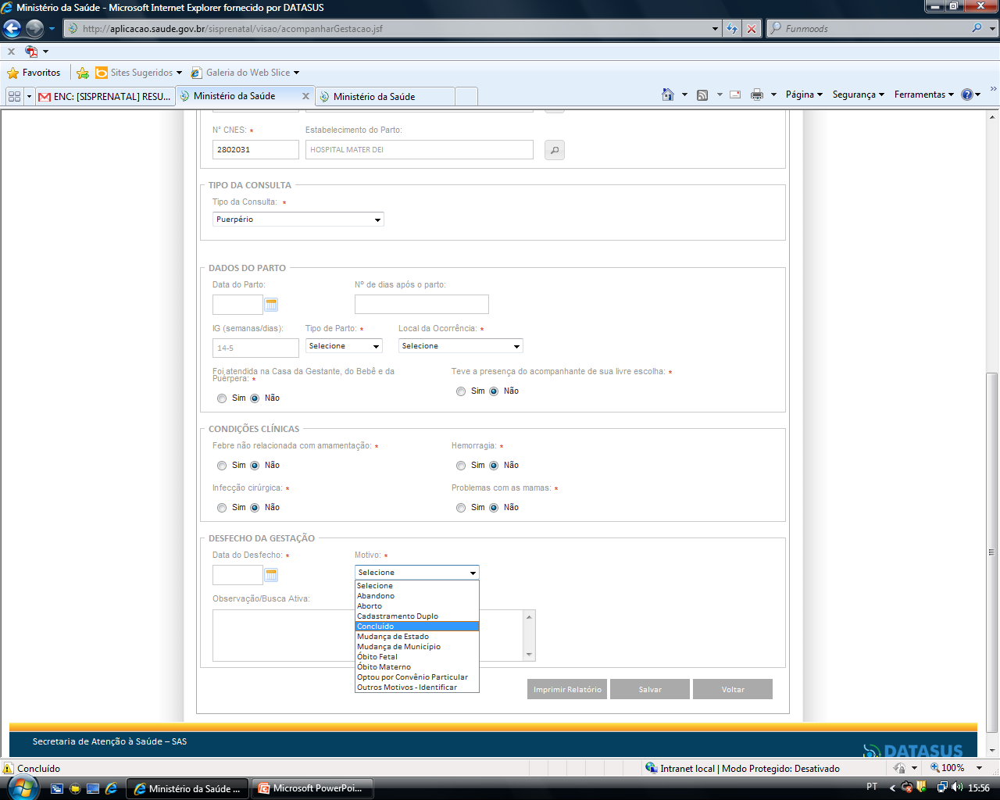 Ministério da Saúde - Microsoft Internet Explorer fornecido por DATASUS
http://aplicacao.saude.gov.br/sisprenatal/visao/acompanharGestacao.jsf
Funmoods
Favoritos
Sites Sugeridos
Galeria do Web Slice
ENC: [SISPRENATAL] RESU...
Ministério da Saúde
Ministério da Saúde
Página
Segurança
Ferramentas
N° CNES: *
Estabelecimento do Parto:
2802031
HOSPITAL MATER DEI
TIPO DA CONSULTA
Tipo da Consulta: *
Puerpério
DADOS DO PARTO
Data do Parto:
Nº de dias após o parto:
IG (semanas/dias):
Tipo de Parto: *
Local da Ocorrência: *
14-5
Selecione
Selecione
Foi atendida na Casa da Gestante, do Bebê e da
Puérpera: *
Teve a presença do acompanhante de sua livre escolha: *
Sim
Não
Sim
Não
CONDIÇÕES CLÍNICAS
Febre não relacionada com amamentação: *
Hemorragia: *
Sim
Não
Sim
Não
Infecção cirúrgica: *
Problemas com as mamas: *
Sim
Não
Sim
Não
DESFECHO DA GESTAÇÃO
Data do Desfecho: *
Motivo: *
Selecione
Observação/Busca Ativa:
Selecione
Abandono
Aborto
Cadastramento Duplo
Concluído
Mudança de Estado
Mudança de Município
Óbito Fetal
Óbito Materno
Optou por Convênio Particular
Outros Motivos - Identificar
Imprimir Relatório
Salvar
Voltar
Secretaria de Atenção à Saúde – SAS
DATASUS
Concluído
Intranet local | Modo Protegido: Desativado
100%
Ministério da Saúde ...
Microsoft PowerPoi...
PT
15:56